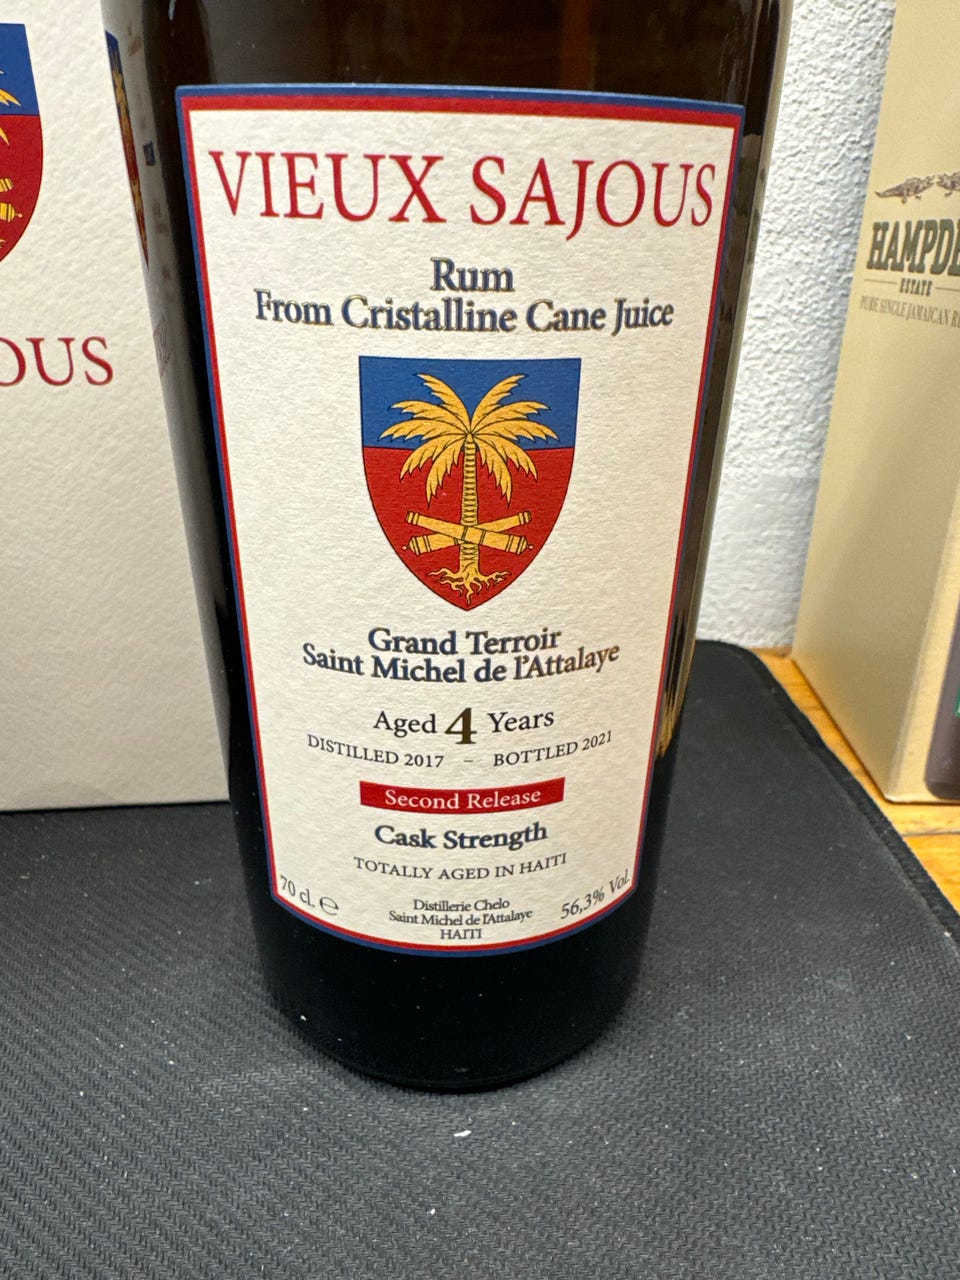 VIEUX SAJOUS
Rum
From Cristalline Cane Juice
Grand Terroir
Saint Michel de l'Attalaye
Aged 4 Years
DISTILLED 2017 – BOTTLED 2021
Second Release
Cask Strength
TOTALLY AGED IN HAITI
70 cl. ℮
Distillerie Chelo
Saint Michel de l'Attalaye
HAITI
56,3% Vol.
OUS
HAMPDE
ESTATE
PURE SINGLE JAMAICAN RU